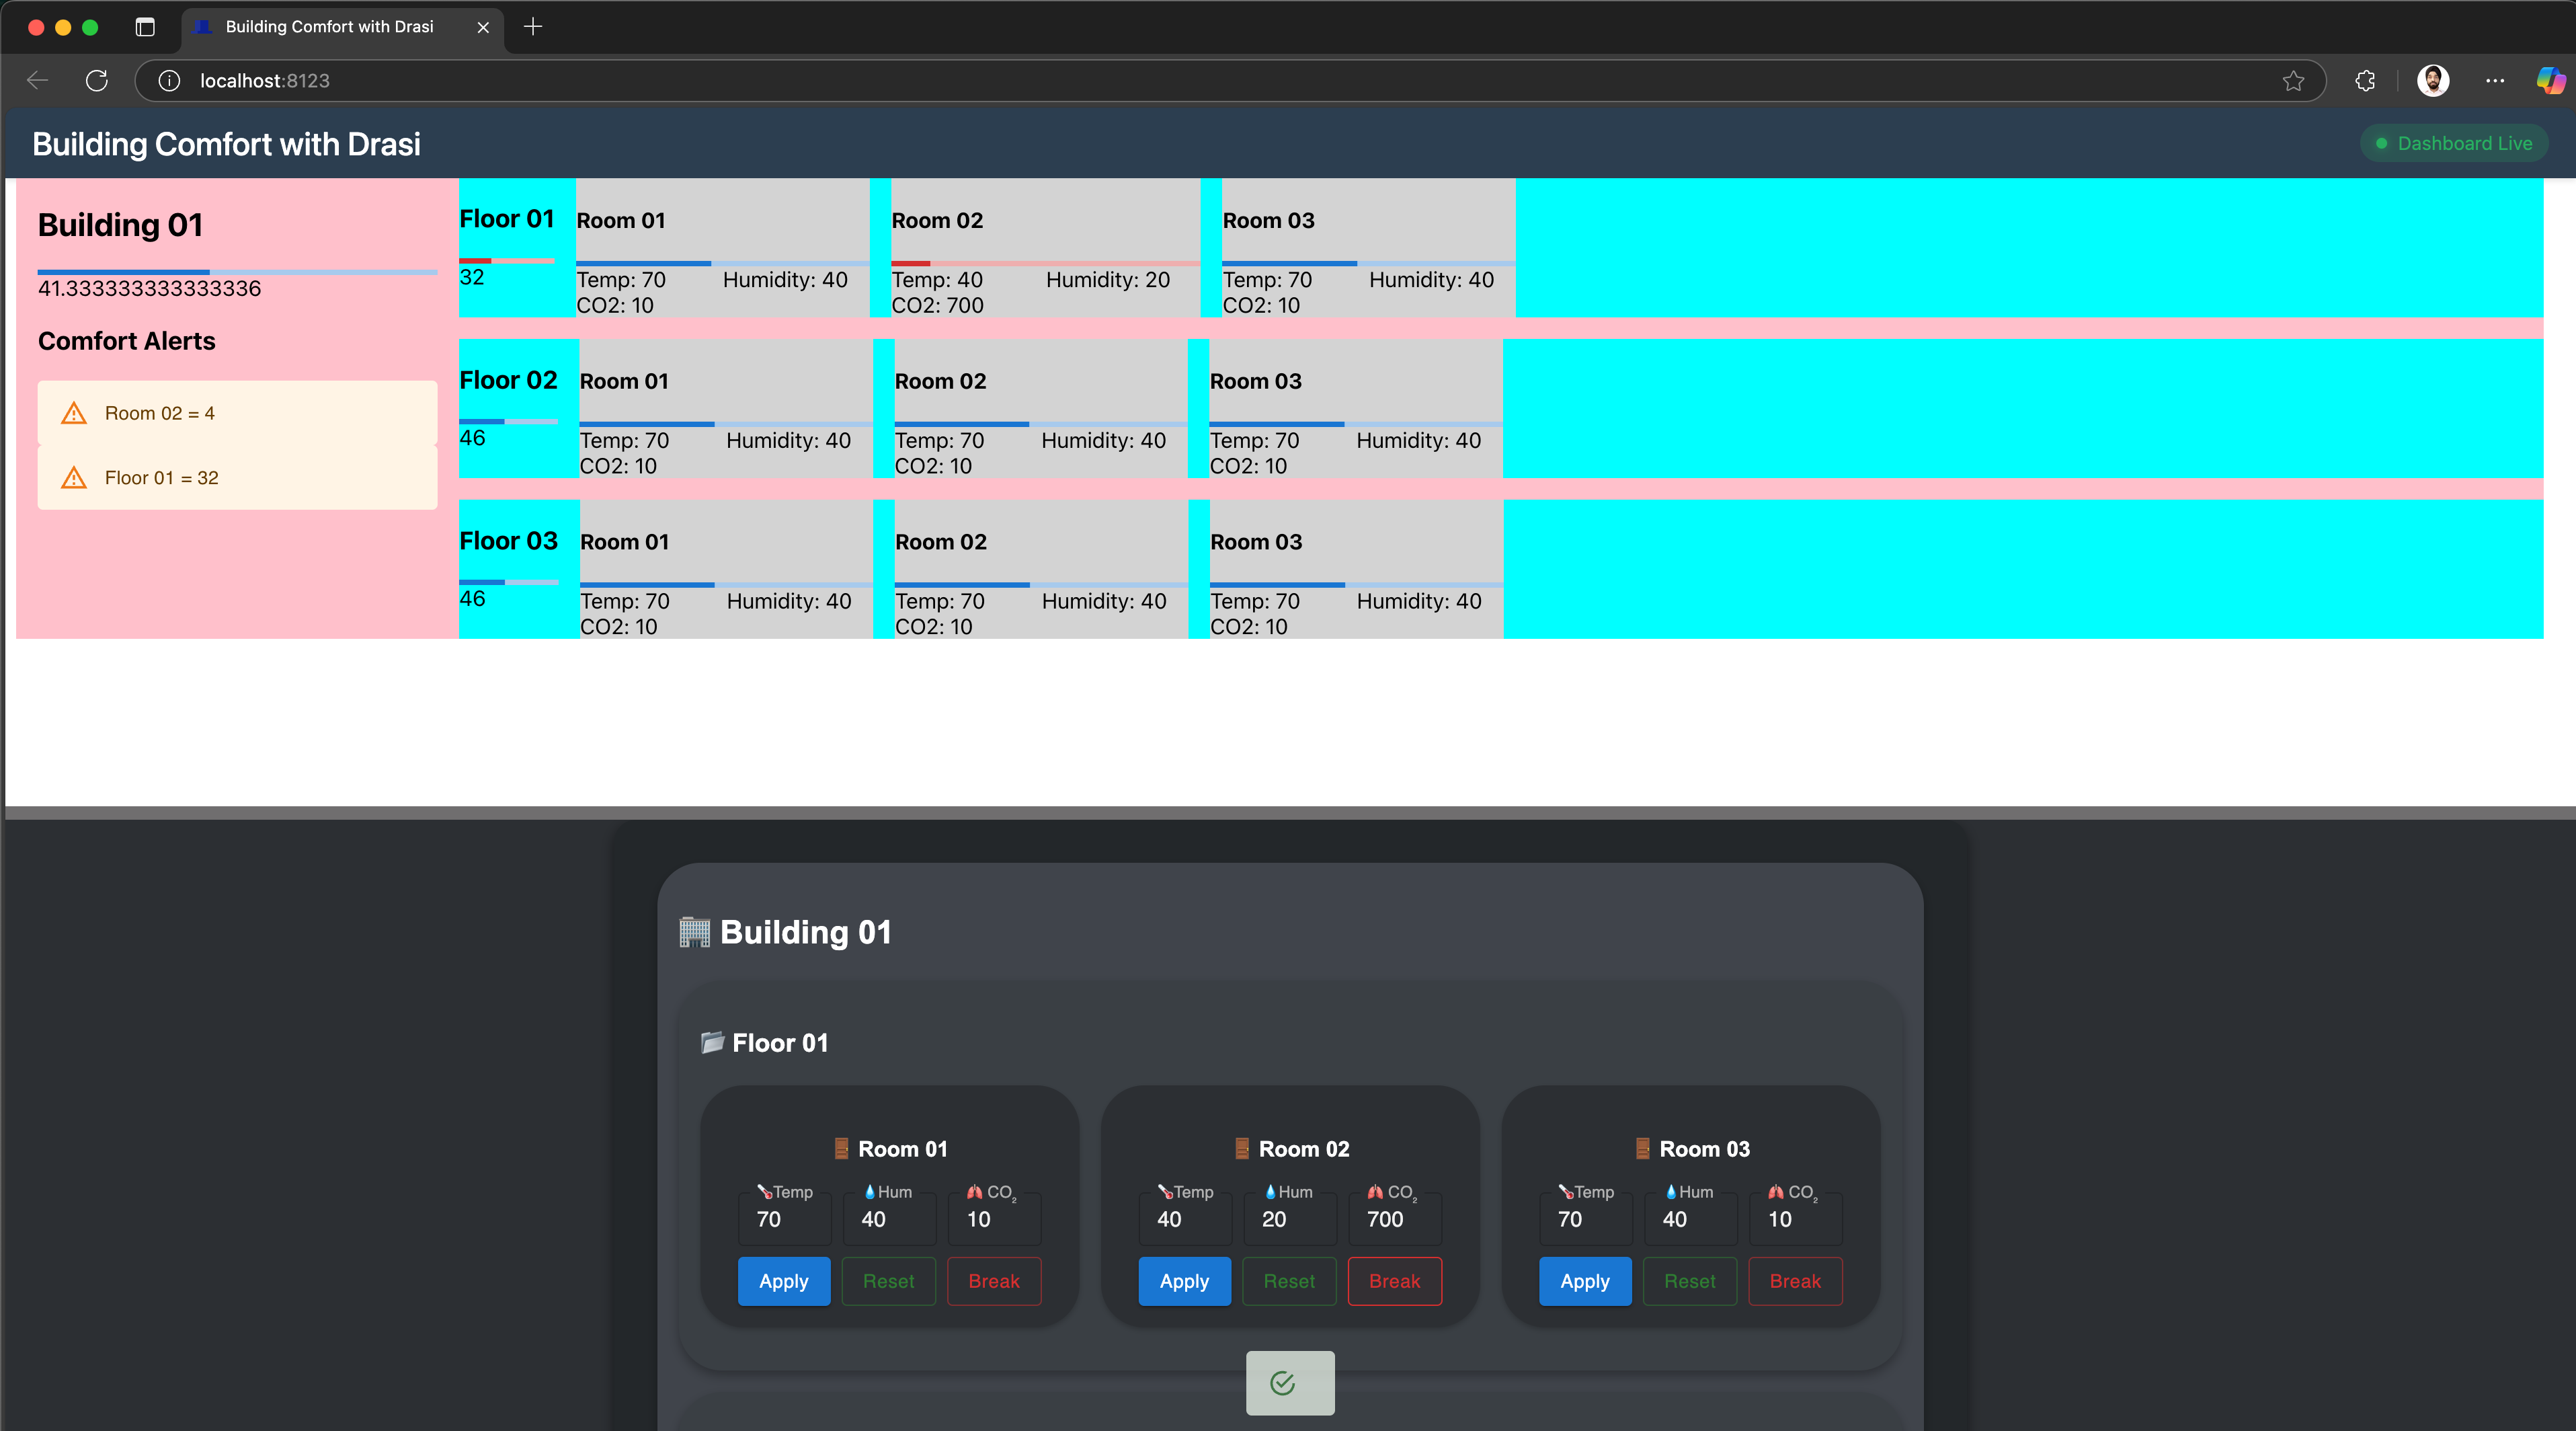 Building Comfort with Drasi
localhost:8123
Building Comfort with Drasi
Dashboard Live
Building 01
41.333333333333336
Comfort Alerts
Room 02 = 4
Floor 01 = 32
Floor 01
32
Room 01
Temp: 70 Humidity: 40
CO2: 10
Room 02
Temp: 40 Humidity: 20
CO2: 700
Room 03
Temp: 70 Humidity: 40
CO2: 10
Floor 02
46
Room 01
Temp: 70 Humidity: 40
CO2: 10
Room 02
Temp: 70 Humidity: 40
CO2: 10
Room 03
Temp: 70 Humidity: 40
CO2: 10
Floor 03
46
Room 01
Temp: 70 Humidity: 40
CO2: 10
Room 02
Temp: 70 Humidity: 40
CO2: 10
Room 03
Temp: 70 Humidity: 40
CO2: 10
Building 01
Floor 01
Room 01
Temp Hum CO₂
70 40 10
Apply Reset Break
Room 02
Temp Hum CO₂
40 20 700
Apply Reset Break
Room 03
Temp Hum CO₂
70 40 10
Apply Reset Break